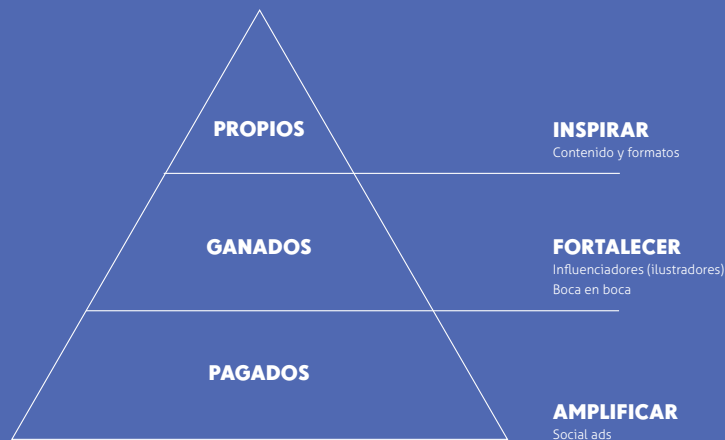 PROPIOS
INSPIRAR
Contenido y formatos
GANADOS
FORTALECER
Influenciadores (ilustradores)
Boca en boca
PAGADOS
AMPLIFICAR
Social ads